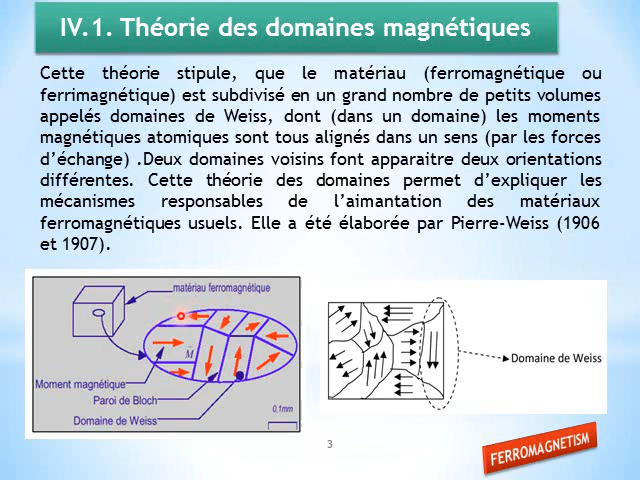 IV.1. Théorie des domaines magnétiques
Cette théorie stipule, que le matériau (ferromagnétique ou
ferrimagnétique) est subdivisé en un grand nombre de petits volumes
appelés domaines de Weiss, dont (dans un domaine) les moments
magnétiques atomiques sont tous alignés dans un sens (par les forces
d’échange) .Deux domaines voisins font apparaitre deux orientations
différentes. Cette théorie des domaines permet d’expliquer les
mécanismes responsables de l’aimantation des matériaux
ferromagnétiques usuels. Elle a été élaborée par Pierre-Weiss (1906
et 1907).
matériau ferromagnétique
M
Moment magnétique
Paroi de Bloch
Domaine de Weiss
0,1mm
Domaine de Weiss
3
FERROMAGNETISM